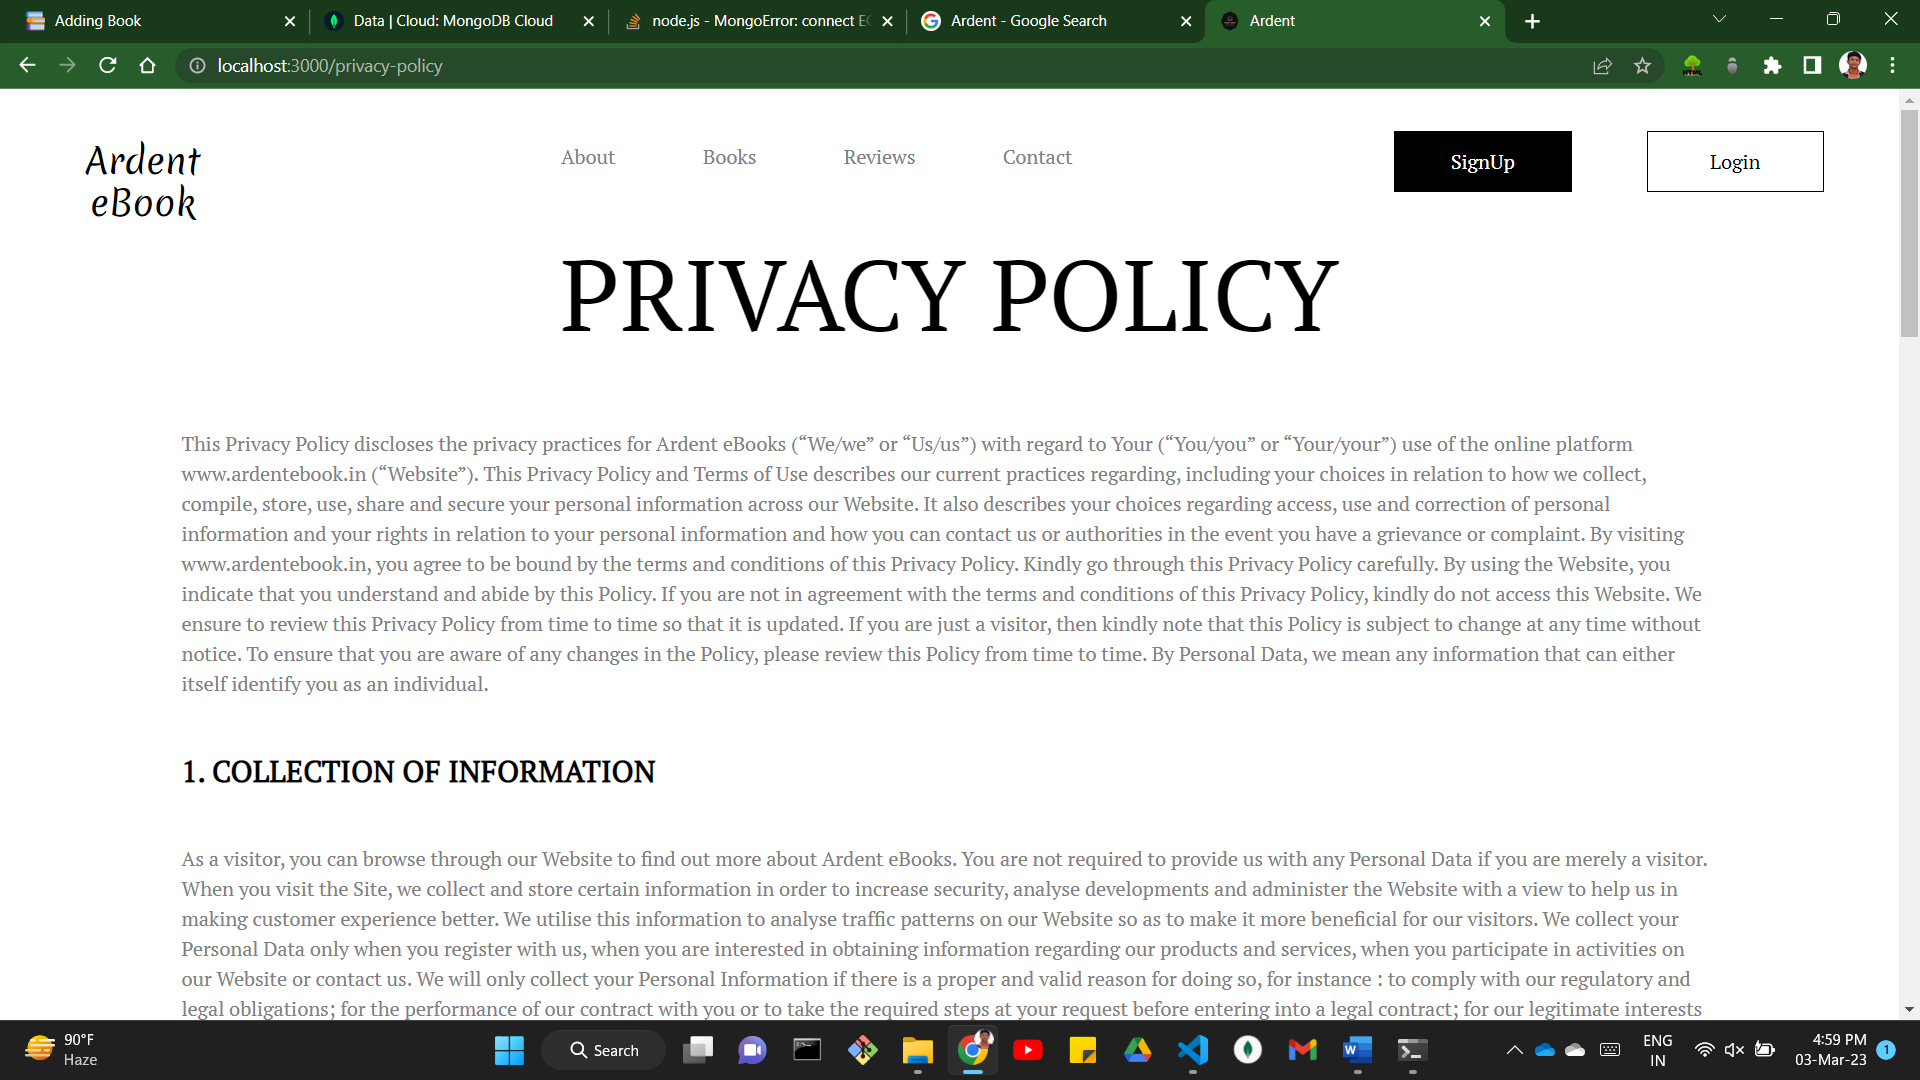 Adding Book
Data | Cloud: MongoDB Cloud
node.js - MongoError: connect EC
Ardent - Google Search
Ardent
localhost:3000/privacy-policy
Ardent
eBook
About
Books
Reviews
Contact
SignUp
Login
PRIVACY POLICY
This Privacy Policy discloses the privacy practices for Ardent eBooks (“We/we” or “Us/us”) with regard to Your (“You/you” or “Your/your”) use of the online platform
www.ardentebook.in (“Website”). This Privacy Policy and Terms of Use describes our current practices regarding, including your choices in relation to how we collect,
compile, store, use, share and secure your personal information across our Website. It also describes your choices regarding access, use and correction of personal
information and your rights in relation to your personal information and how you can contact us or authorities in the event you have a grievance or complaint. By visiting
www.ardentebook.in, you agree to be bound by the terms and conditions of this Privacy Policy. Kindly go through this Privacy Policy carefully. By using the Website, you
indicate that you understand and abide by this Policy. If you are not in agreement with the terms and conditions of this Privacy Policy, kindly do not access this Website. We
ensure to review this Privacy Policy from time to time so that it is updated. If you are just a visitor, then kindly note that this Policy is subject to change at any time without
notice. To ensure that you are aware of any changes in the Policy, please review this Policy from time to time. By Personal Data, we mean any information that can either
itself identify you as an individual.
1. COLLECTION OF INFORMATION
As a visitor, you can browse through our Website to find out more about Ardent eBooks. You are not required to provide us with any Personal Data if you are merely a visitor.
When you visit the Site, we collect and store certain information in order to increase security, analyse developments and administer the Website with a view to help us in
making customer experience better. We utilise this information to analyse traffic patterns on our Website so as to make it more beneficial for our visitors. We collect your
Personal Data only when you register with us, when you are interested in obtaining information regarding our products and services, when you participate in activities on
our Website or contact us. We will only collect your Personal Information if there is a proper and valid reason for doing so, for instance : to comply with our regulatory and
legal obligations; for the performance of our contract with you or to take the required steps at your request before entering into a legal contract; for our legitimate interests
90°F
Haze
Search
ENG
IN
4:59 PM
03-Mar-23
1